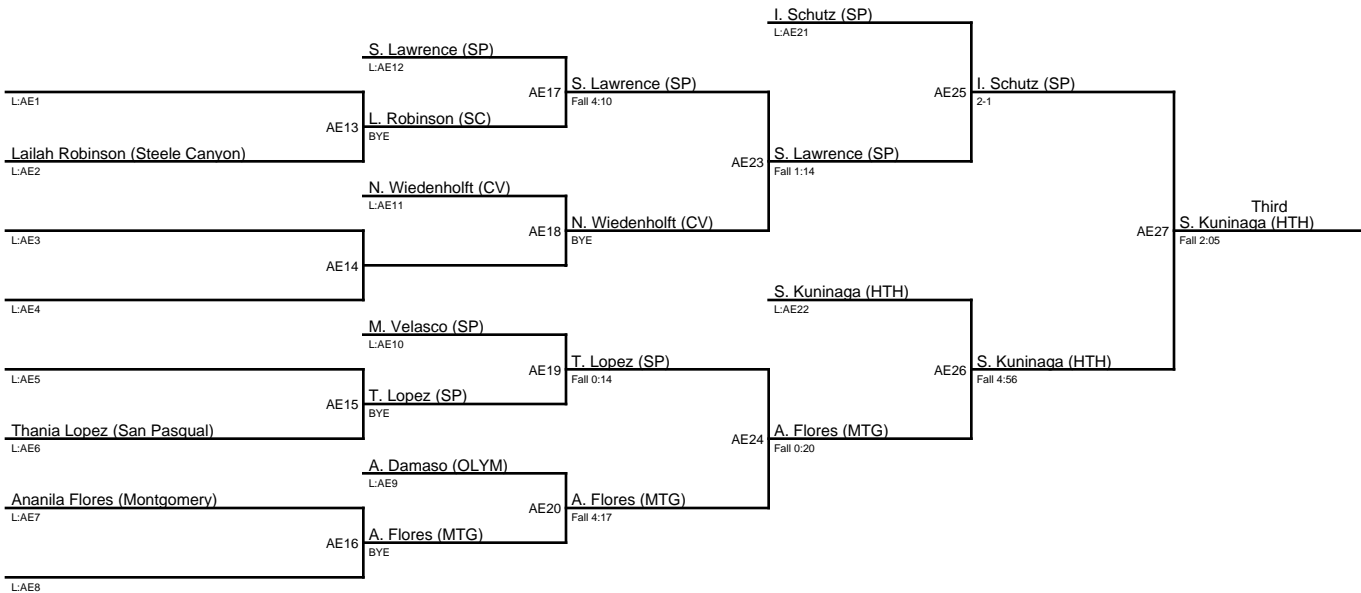 I. Schutz (SP)
L:AE21
S. Lawrence (SP)
L:AE12
AE17
S. Lawrence (SP)
Fall 4:10
AE25
I. Schutz (SP)
2-1
L:AE1
AE13
L. Robinson (SC)
BYE
Lailah Robinson (Steele Canyon)
L:AE2
AE23
S. Lawrence (SP)
Fall 1:14
N. Wiedenholft (CV)
L:AE11
AE18
N. Wiedenholft (CV)
BYE
L:AE3
AE14
L:AE4
AE27
Third
S. Kuninaga (HTH)
Fall 2:05
S. Kuninaga (HTH)
L:AE22
M. Velasco (SP)
L:AE10
AE19
T. Lopez (SP)
Fall 0:14
AE26
S. Kuninaga (HTH)
Fall 4:56
L:AE5
AE15
T. Lopez (SP)
BYE
Thania Lopez (San Pasqual)
L:AE6
AE24
A. Flores (MTG)
Fall 0:20
A. Damaso (OLYM)
L:AE9
AE20
A. Flores (MTG)
Fall 4:17
Ananila Flores (Montgomery)
L:AE7
AE16
A. Flores (MTG)
BYE
L:AE8